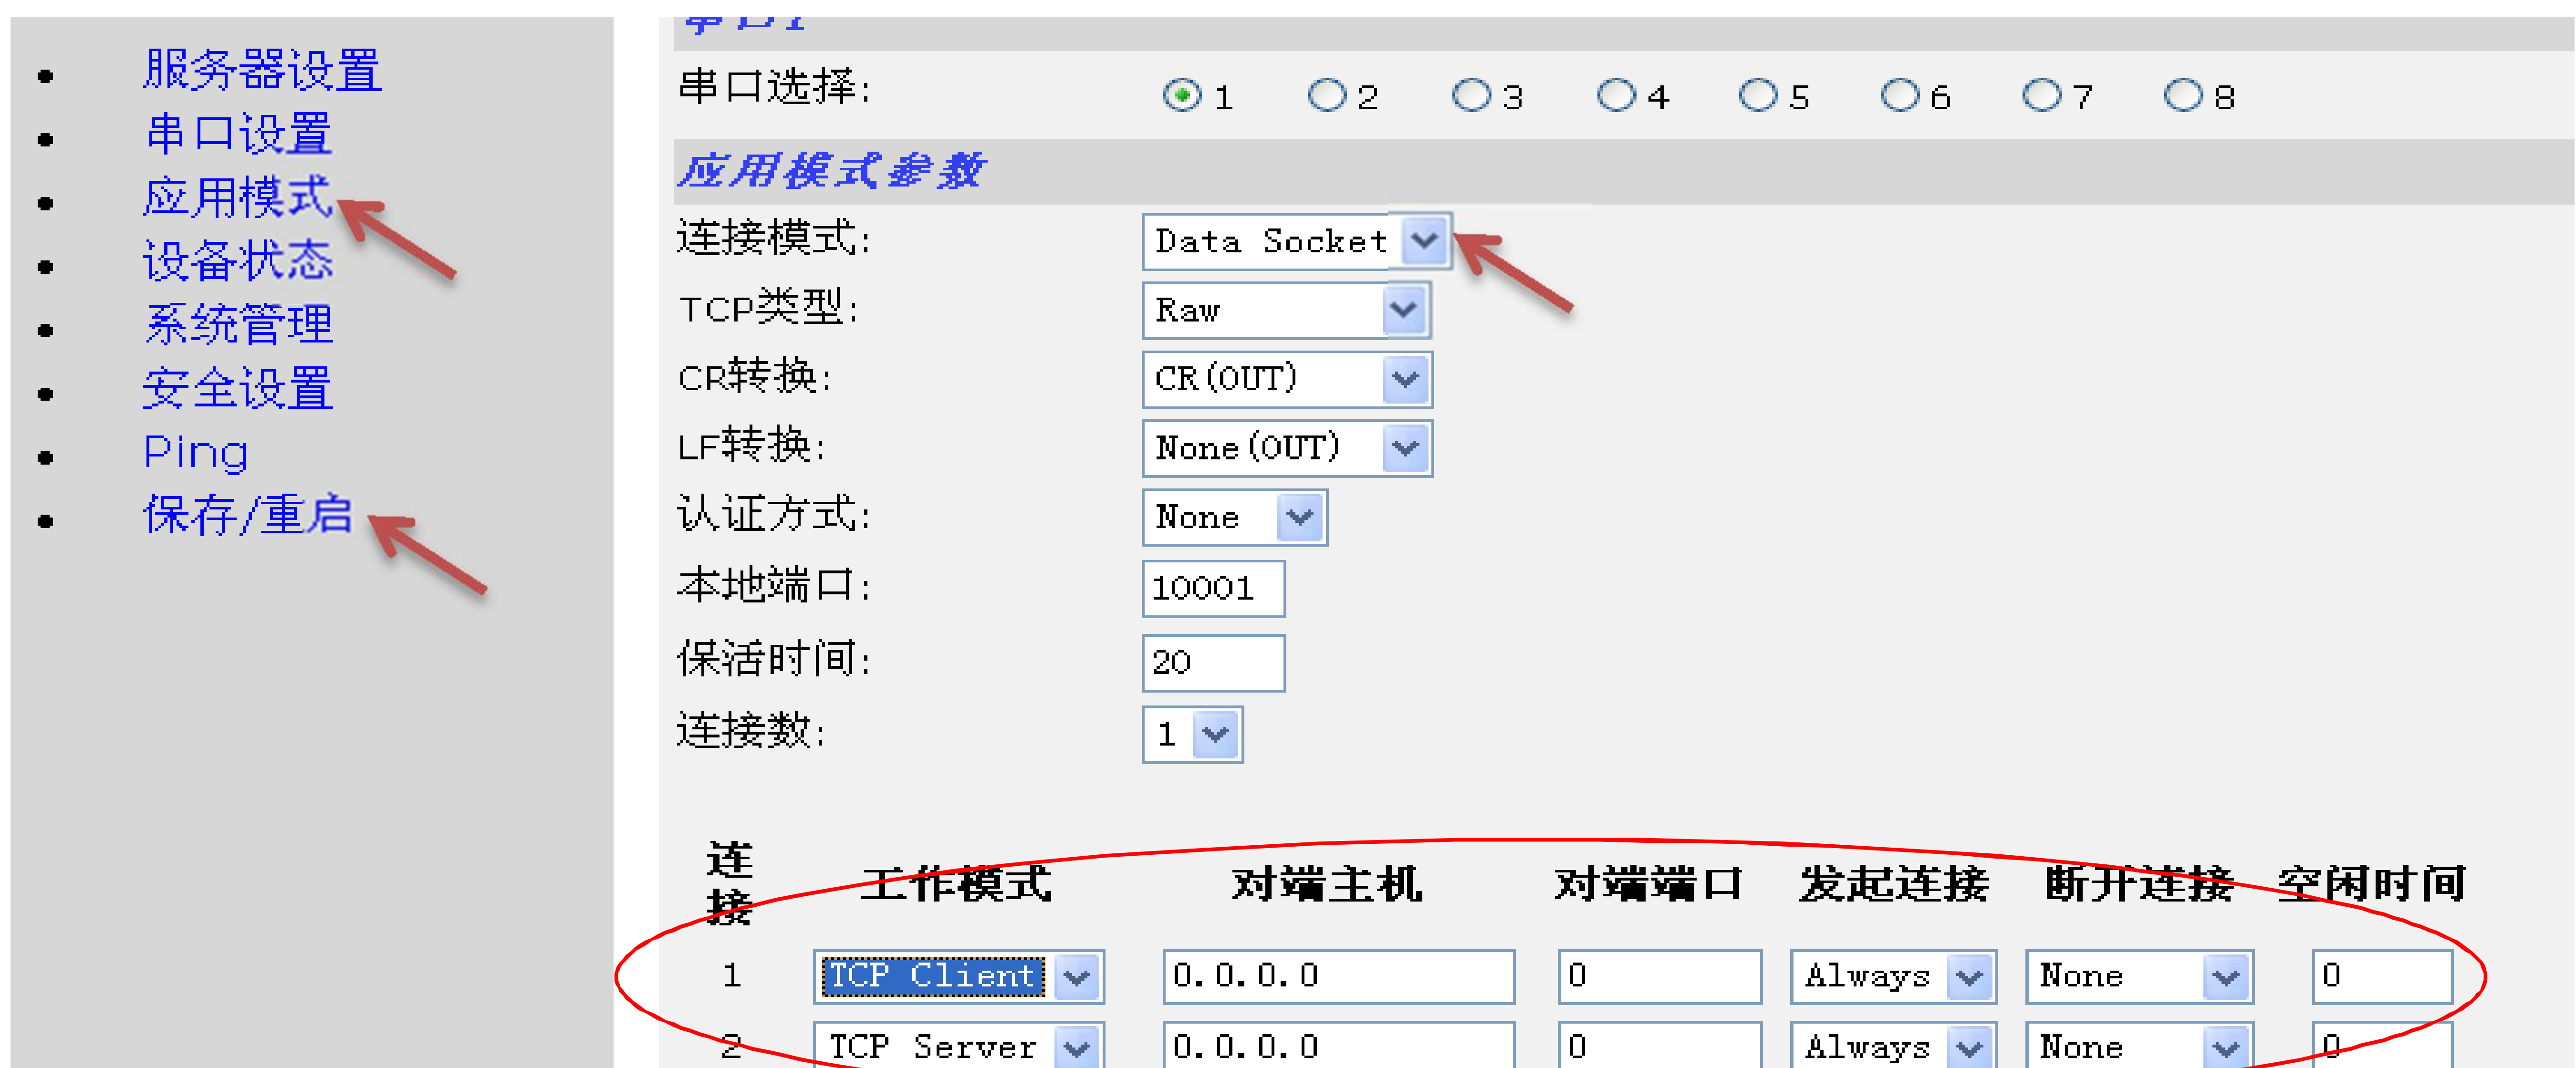 服务器设置
串口设置
应用模式
设备状态
系统管理
安全设置
Ping
保存/重启
串口1
串口选择: 1 2 3 4 5 6 7 8
应用模式参数
连接模式: Data Socket
TCP类型: Raw
CR转换: CR(OUT)
LF转换: None(OUT)
认证方式: None
本地端口: 10001
保活时间: 20
连接数: 1
连接 工作模式 对端主机 对端端口 发起连接 断开连接 空闲时间
1 TCP Client 0.0.0.0 0 Always None 0
2 TCP Server 0.0.0.0 0 Always None 0